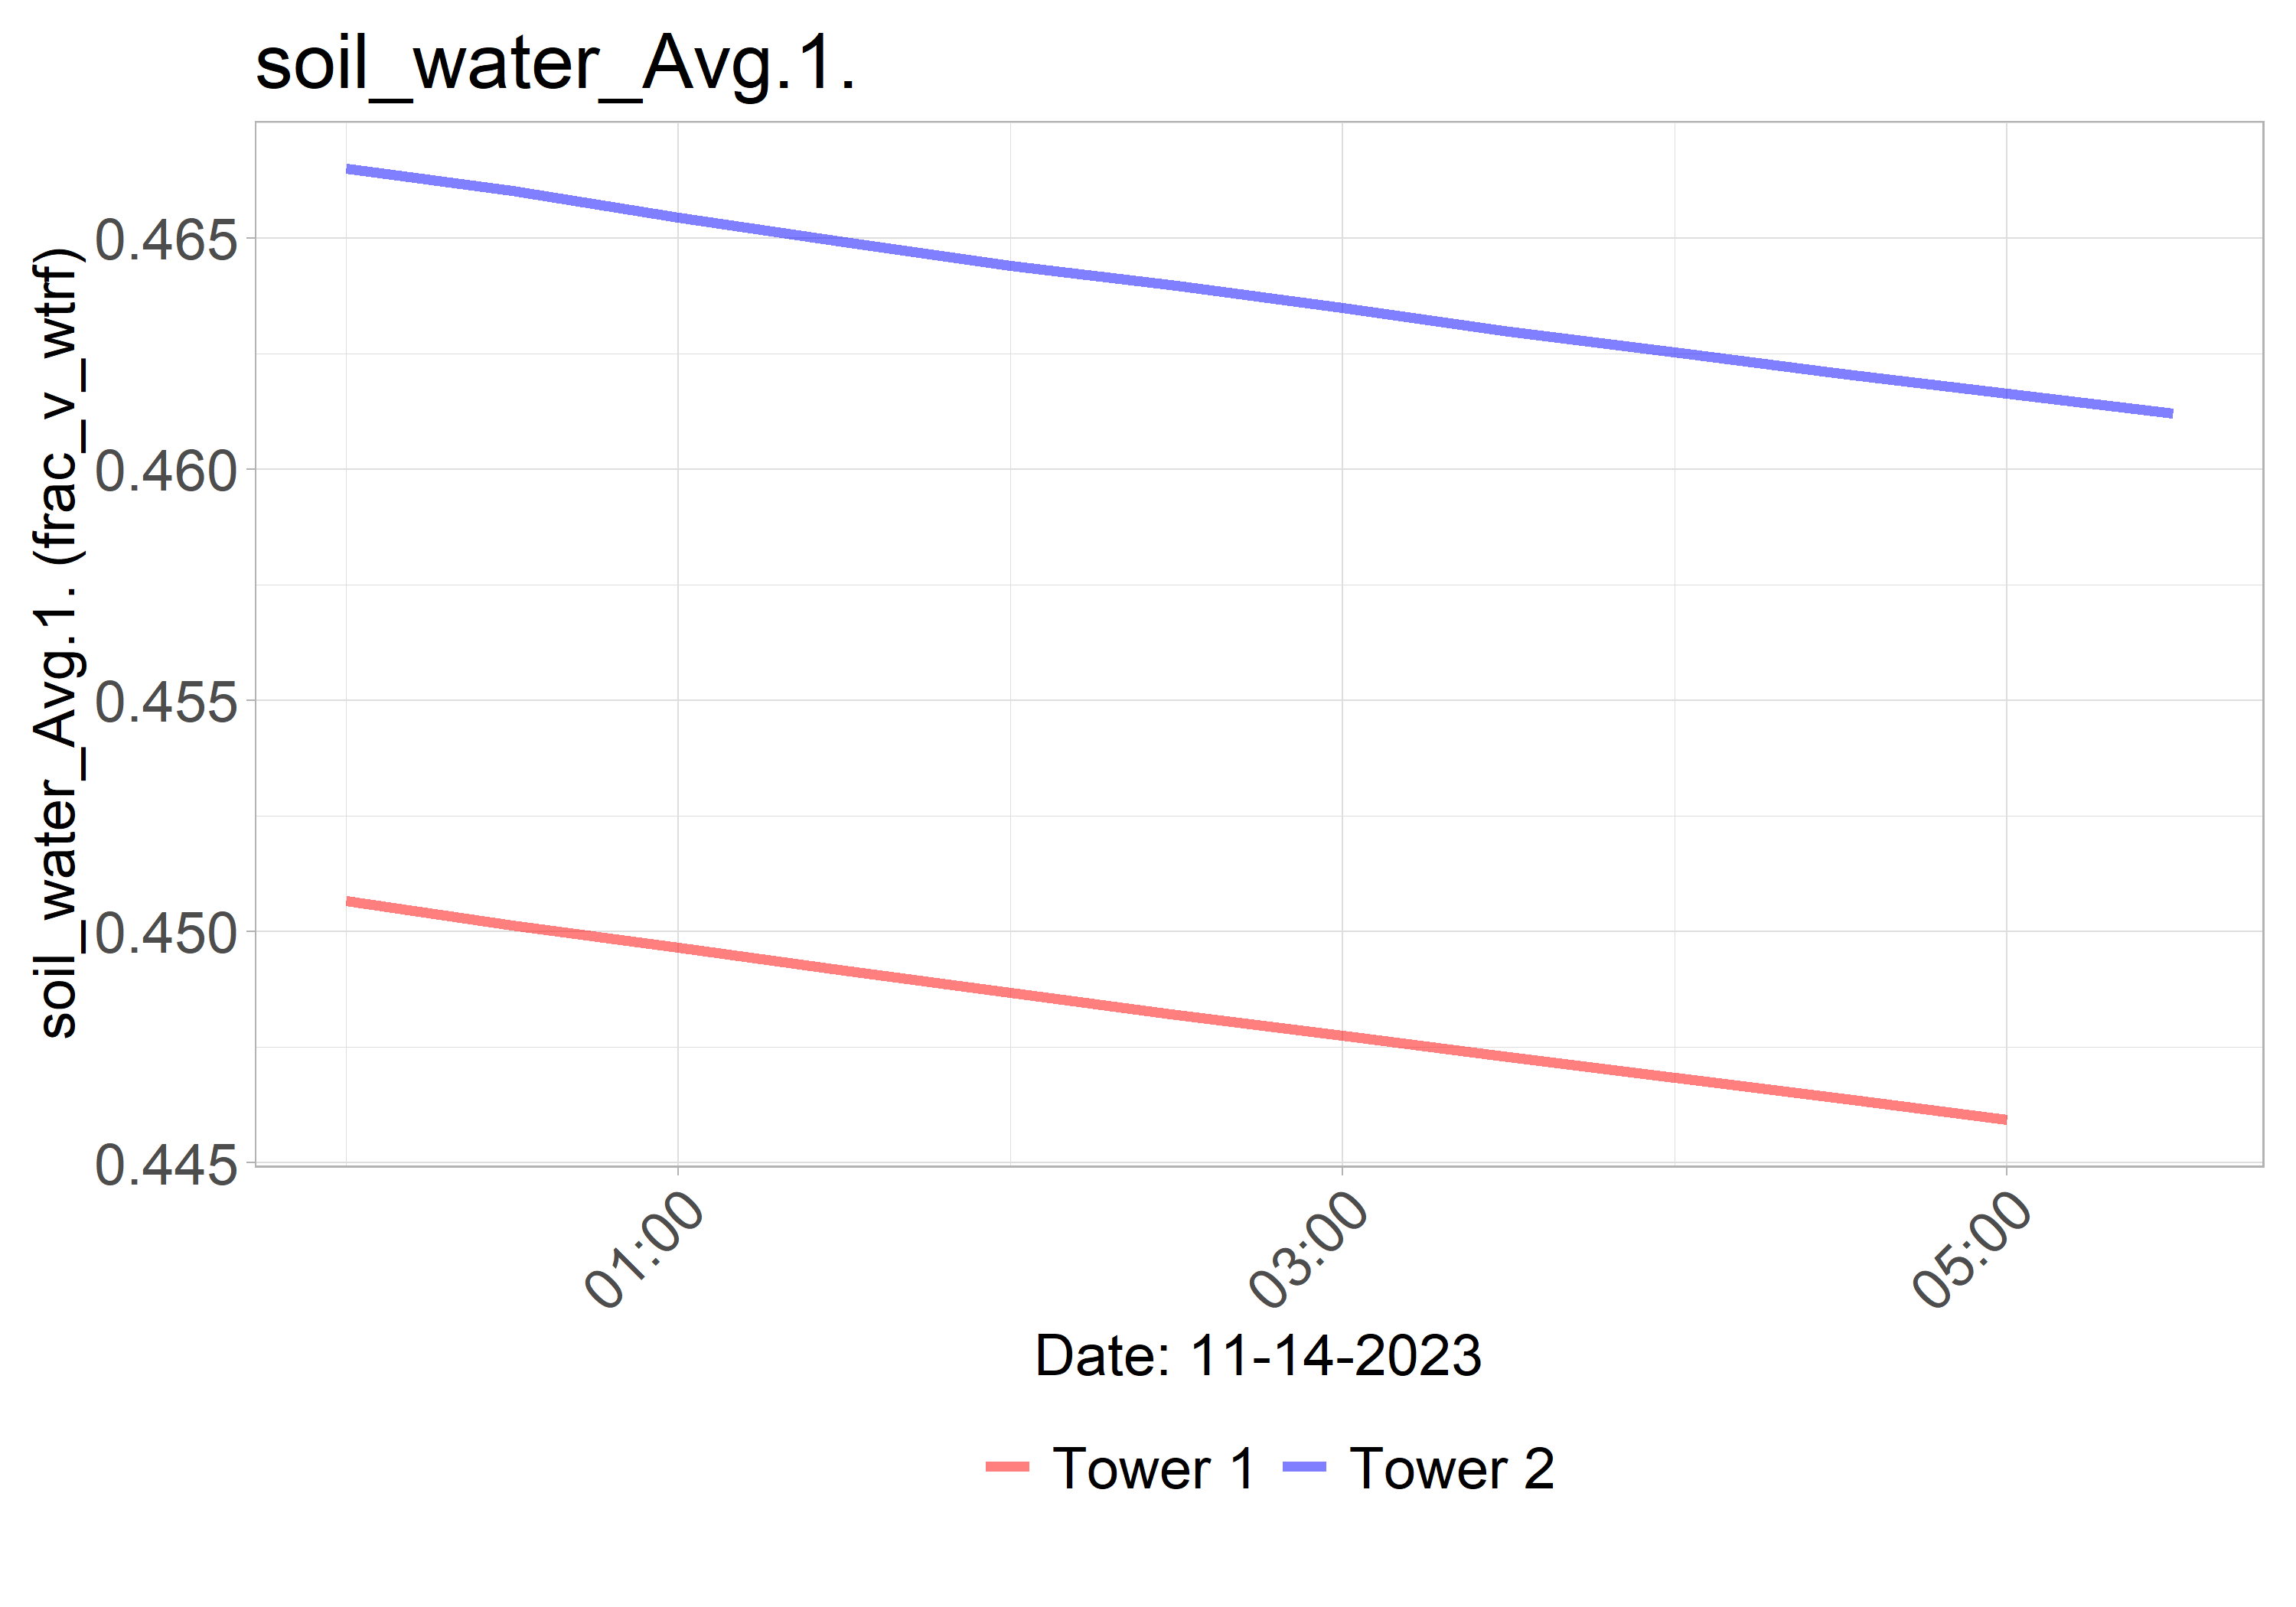 soil_water_Avg.1.
soil_water_Avg.1. (frac_v_wtrf)
0.465
0.460
0.455
0.450
0.445
01:00
03:00
05:00
Date: 11-14-2023
Tower 1
Tower 2